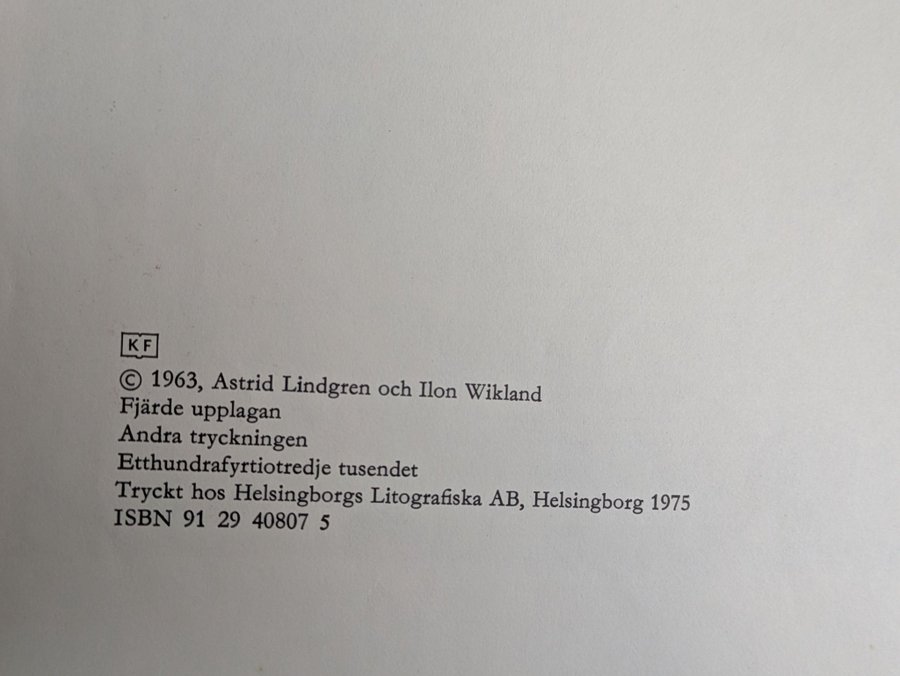 KF
© 1963, Astrid Lindgren och Ilon Wikland
Fjärde upplagan
Andra tryckningen
Etthundrafyrtiotredje tusendet
Tryckt hos Helsingborgs Litografiska AB, Helsingborg 1975
ISBN 91 29 40807 5